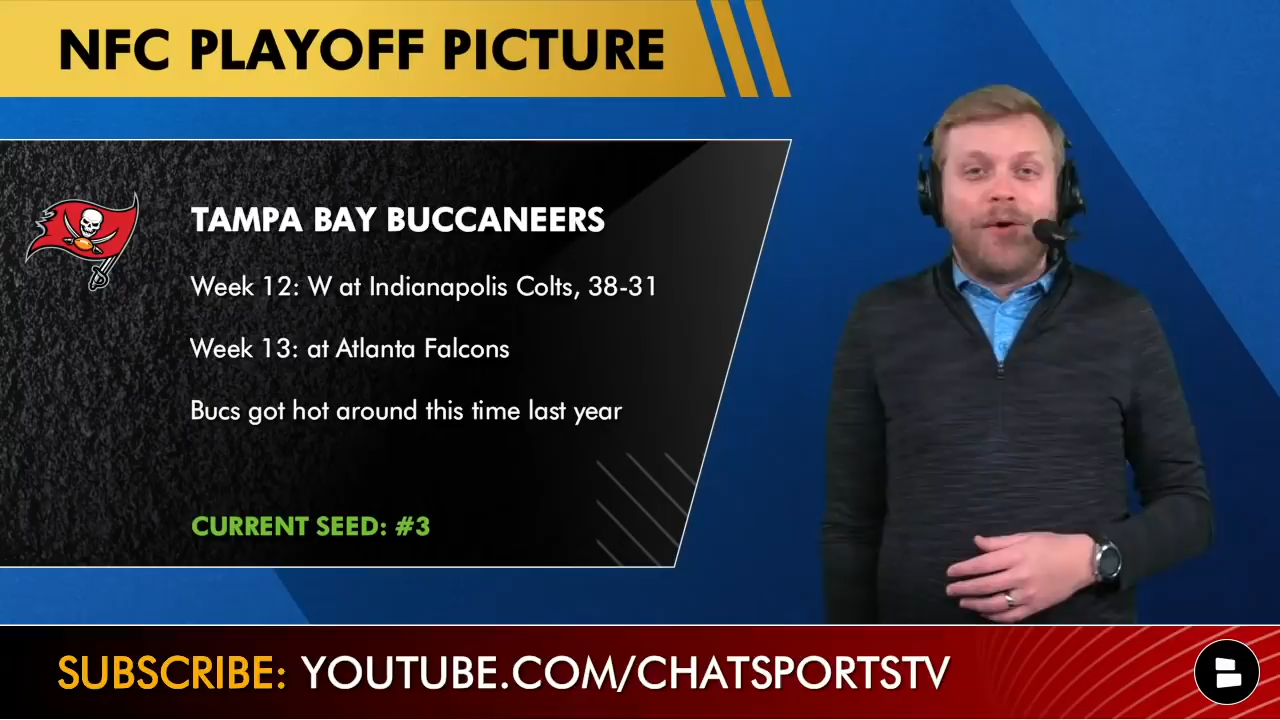 NFC PLAYOFF PICTURE
TAMPA BAY BUCCANEERS
Week 12: W at Indianapolis Colts, 38-31
Week 13: at Atlanta Falcons
Bucs got hot around this time last year
CURRENT SEED: #3
SUBSCRIBE: YOUTUBE.COM/CHATSPORTSTV